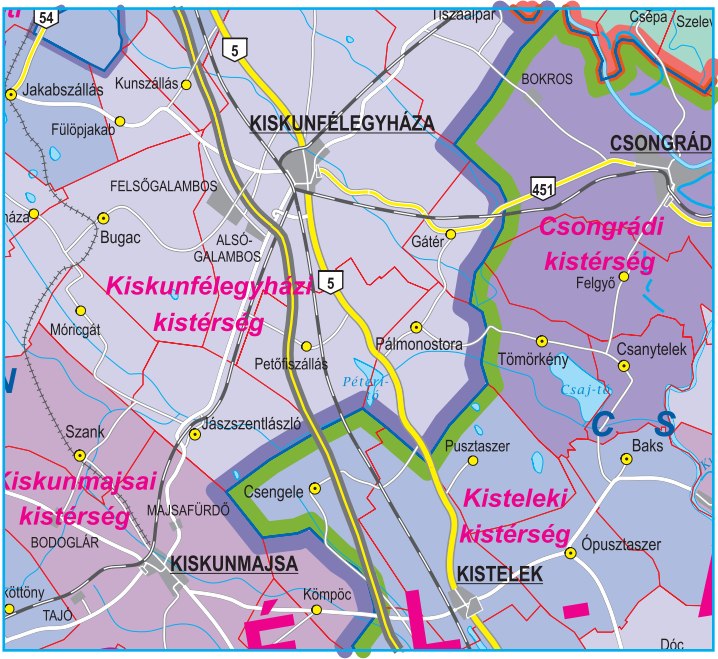 54
5
Tiszaalpár
Csépa
Szelev
Jakabszállás
Kunszállás
BOKROS
Fülöpjakab
KISKUNFÉLEGYHÁZA
CSONGRÁD
FELSŐGALAMBOS
451
háza
Bugac
ALSÓ-
GALAMBOS
Gátér
Csongrádi
kistérség
Kiskunfélegyházi
kistérség
5
Felgyő
Móricgát
Petőfiszállás
Pálmonostora
Tömörkény
Csanytelek
Péteri-
tó
Csaj-tó
C S
Jászszentlászló
Szank
Pusztaszer
Baks
Kiskunmajsai
kistérség
Csengele
Kisteleki
kistérség
MAJSAFÜRDŐ
BODOGLÁR
Ópusztaszer
KISKUNMAJSA
KISTELEK
köttöny
TAJÓ
Kömpöc
É L -
Dóc